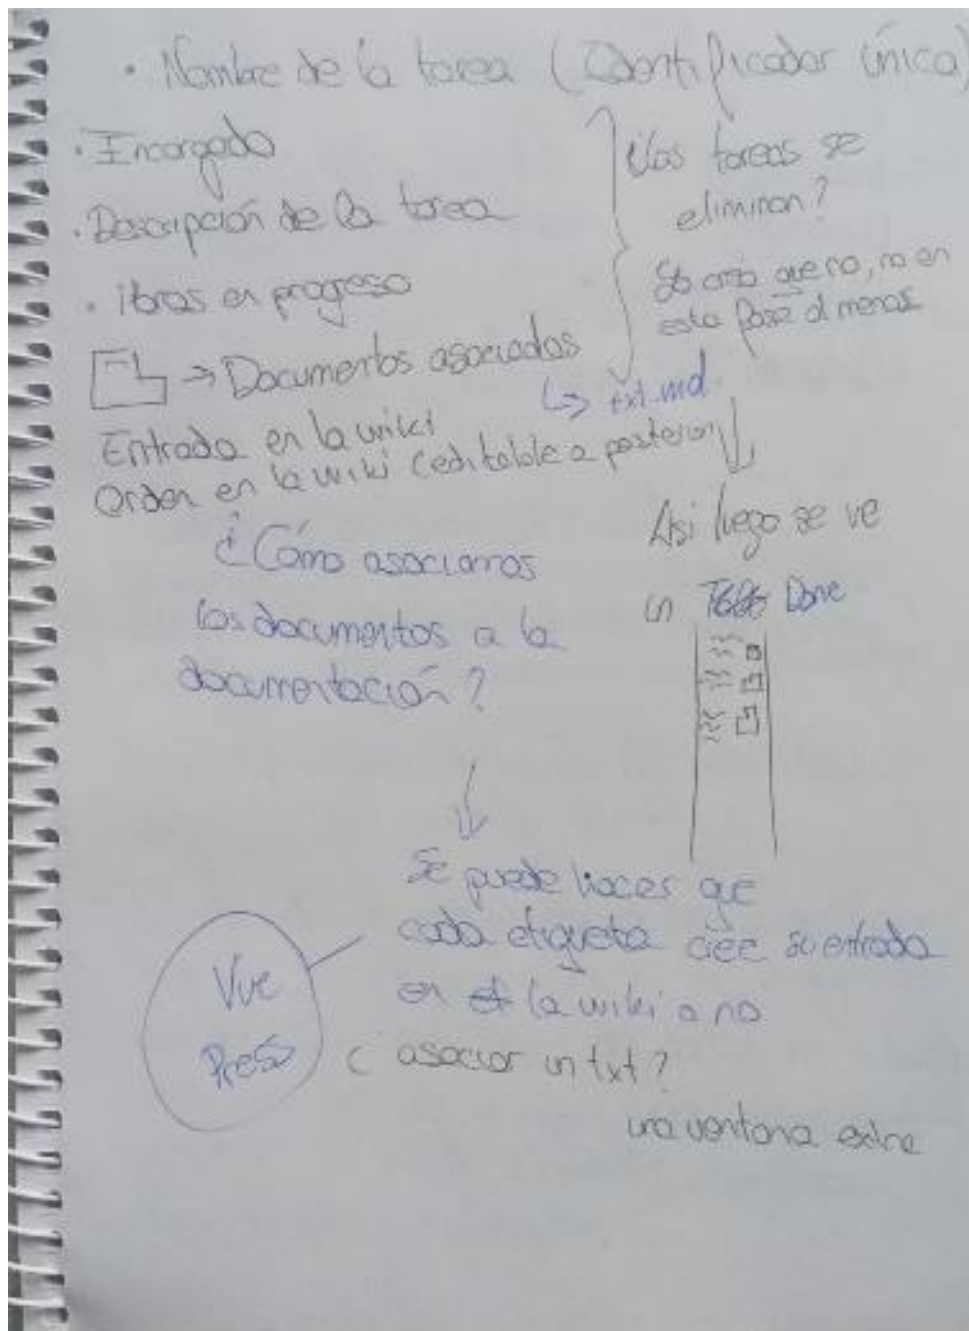 · Nombre de la tarea (Identificador único)
· Encargado
· Descripción de la tarea
· Horas en progreso
→ Documentos asociados
↳ txt.md
Entrada en la wiki
Orden en la wiki (editable a posteriori)
¿Las tareas se
eliminan?
Yo creo que no, no en
esta fase al menos
Así luego se ve
un Done
¿Cómo asociamos
los documentos a la
documentación?
Se puede hacer que
cada etiqueta cree su entrada
en la wiki o no
¿ asociar un txt?
Vue
Press
una ventana